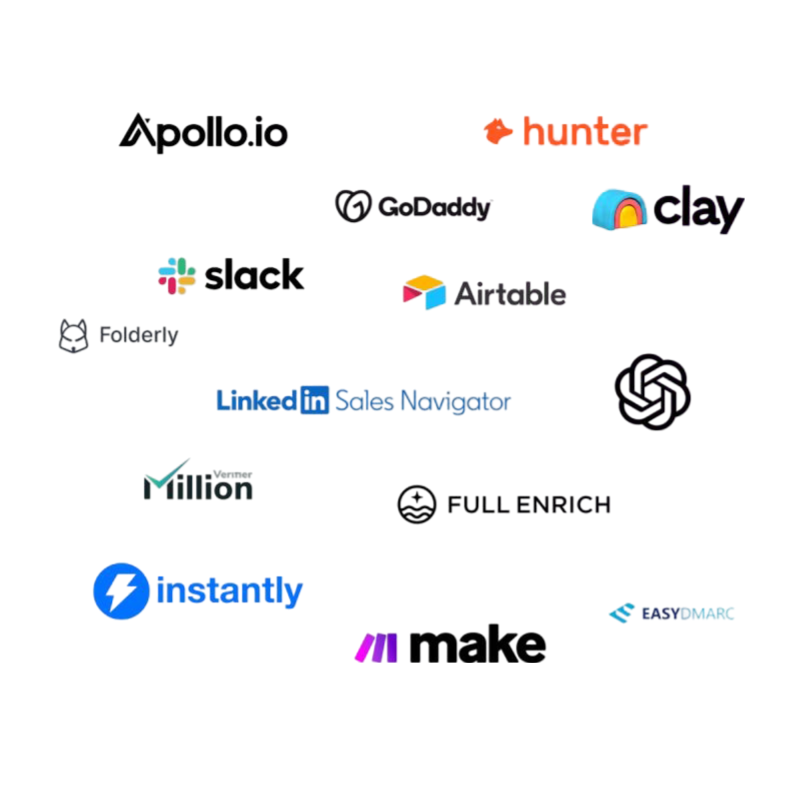 Apollo.io
hunter
GoDaddy
clay
slack
Airtable
Folderly
Linkedin Sales Navigator
Verifier
Million
FULL ENRICH
instantly
EASYDMARC
make